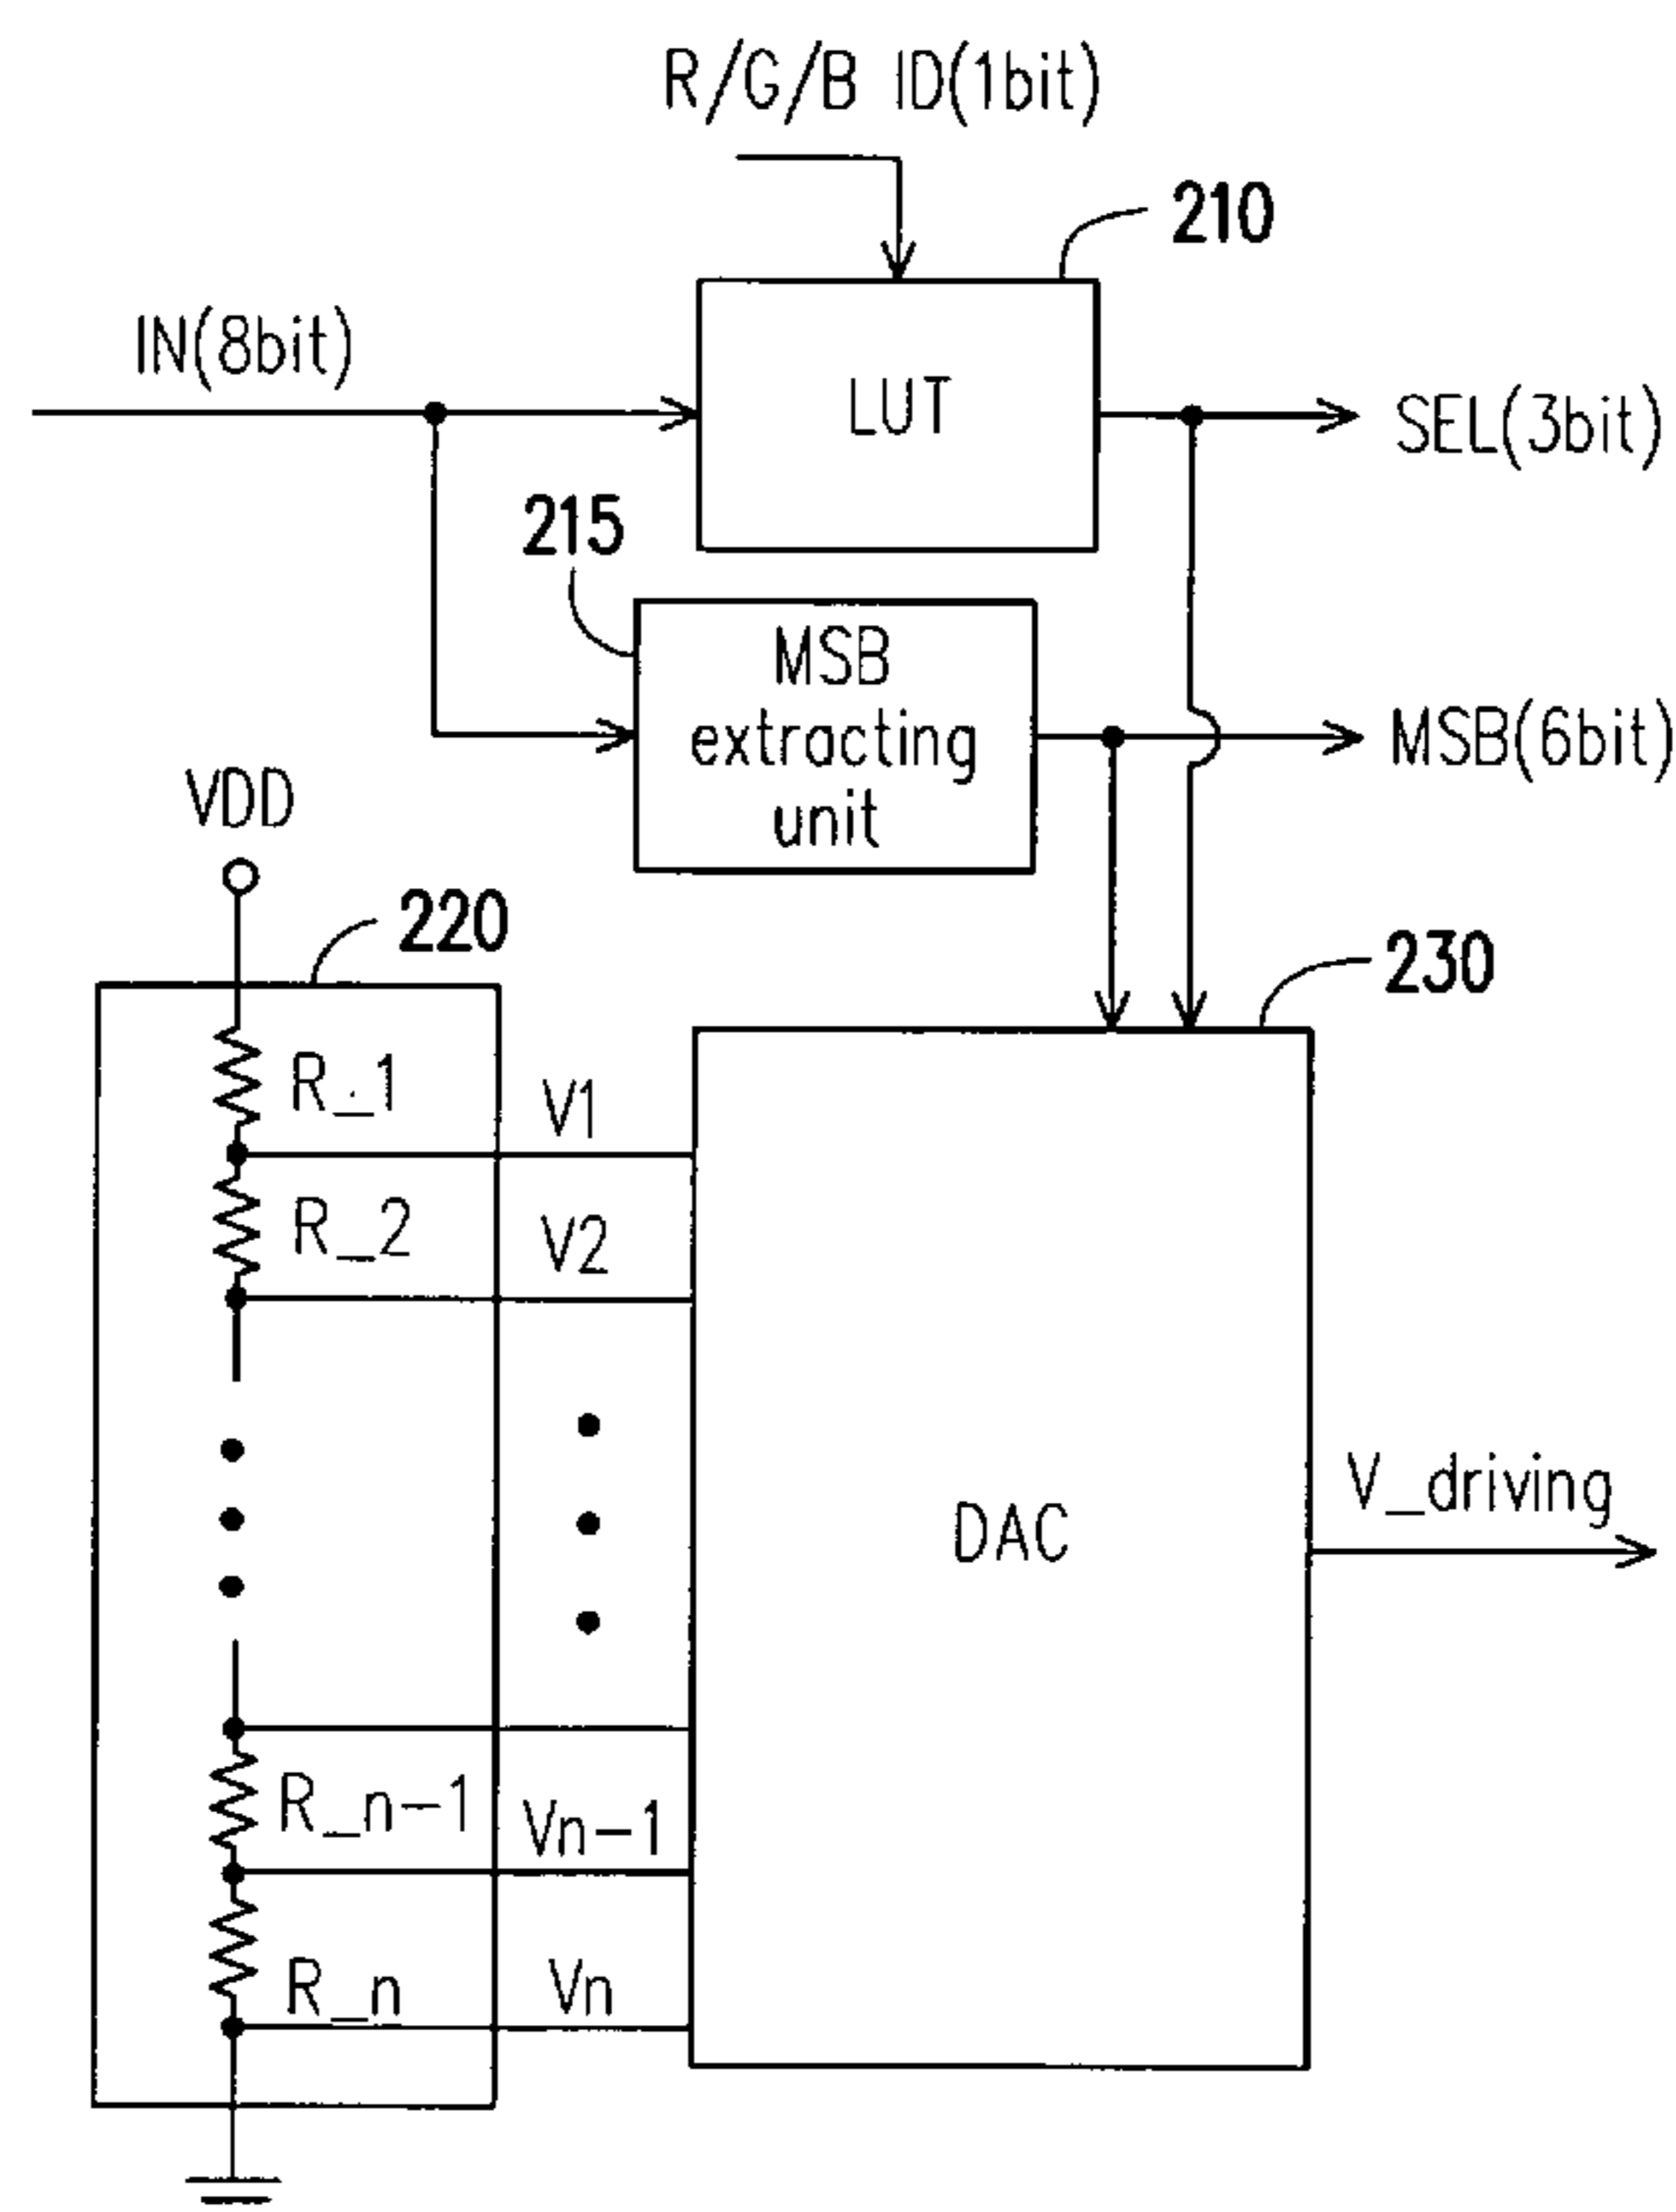 R/G/B ID(1bit)
210
IN(8bit)
LUT
SEL(3bit)
215
MSB
extracting
unit
MSB(6bit)
VDD
220
230
R_1
V1
R_2
V2
DAC
V_driving
R_n-1
Vn-1
R_n
Vn